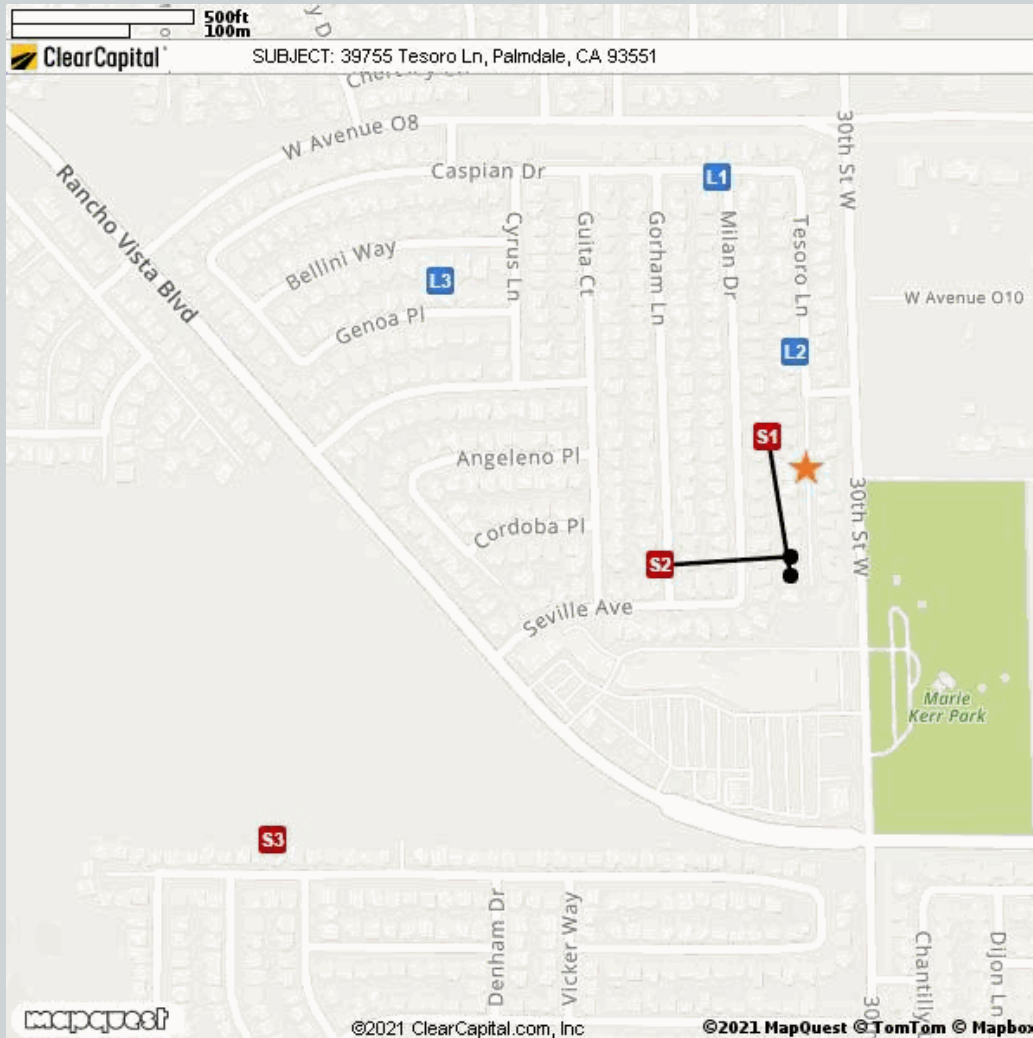 500ft
100m
ClearCapital
SUBJECT: 39755 Tesoro Ln, Palmdale, CA 93551
W Avenue O8
30th St W
Caspian Dr
L1
Rancho Vista Blvd
Cyrus Ln
Guita Ct
Gorham Ln
Milan Dr
Tesoro Ln
Bellini Way
L3
W Avenue O10
Genoa Pl
L2
S1
Angeleno Pl
30th St W
Cordoba Pl
S2
Seville Ave
Marie
Kerr Park
S3
Denham Dr
Vicker Way
Chantilly
Dijon Ln
30
mapquest
©2021 ClearCapital.com, Inc
©2021 MapQuest © TomTom © Mapbox